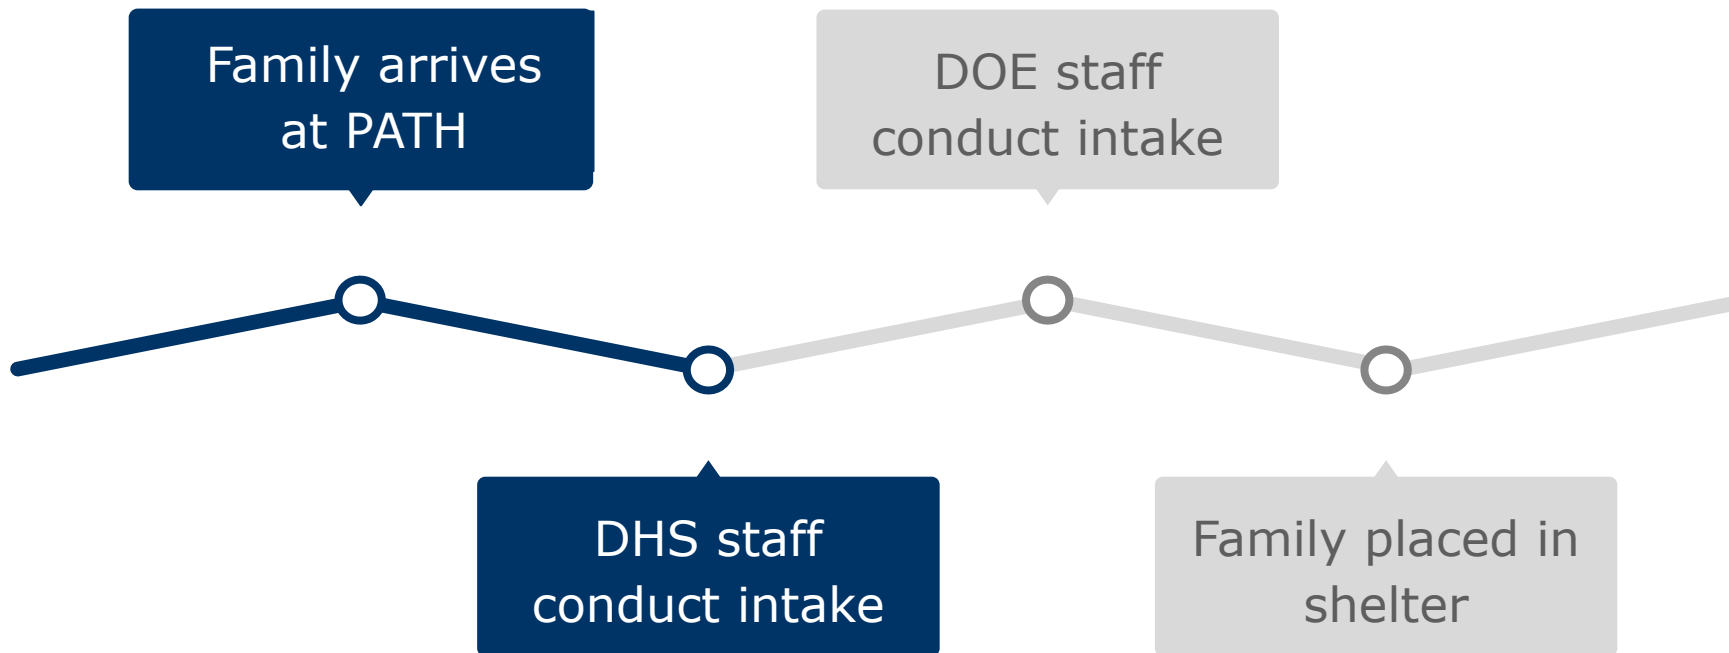 Family arrives
at PATH
DHS staff
conduct intake
DOE staff
conduct intake
Family placed in
shelter